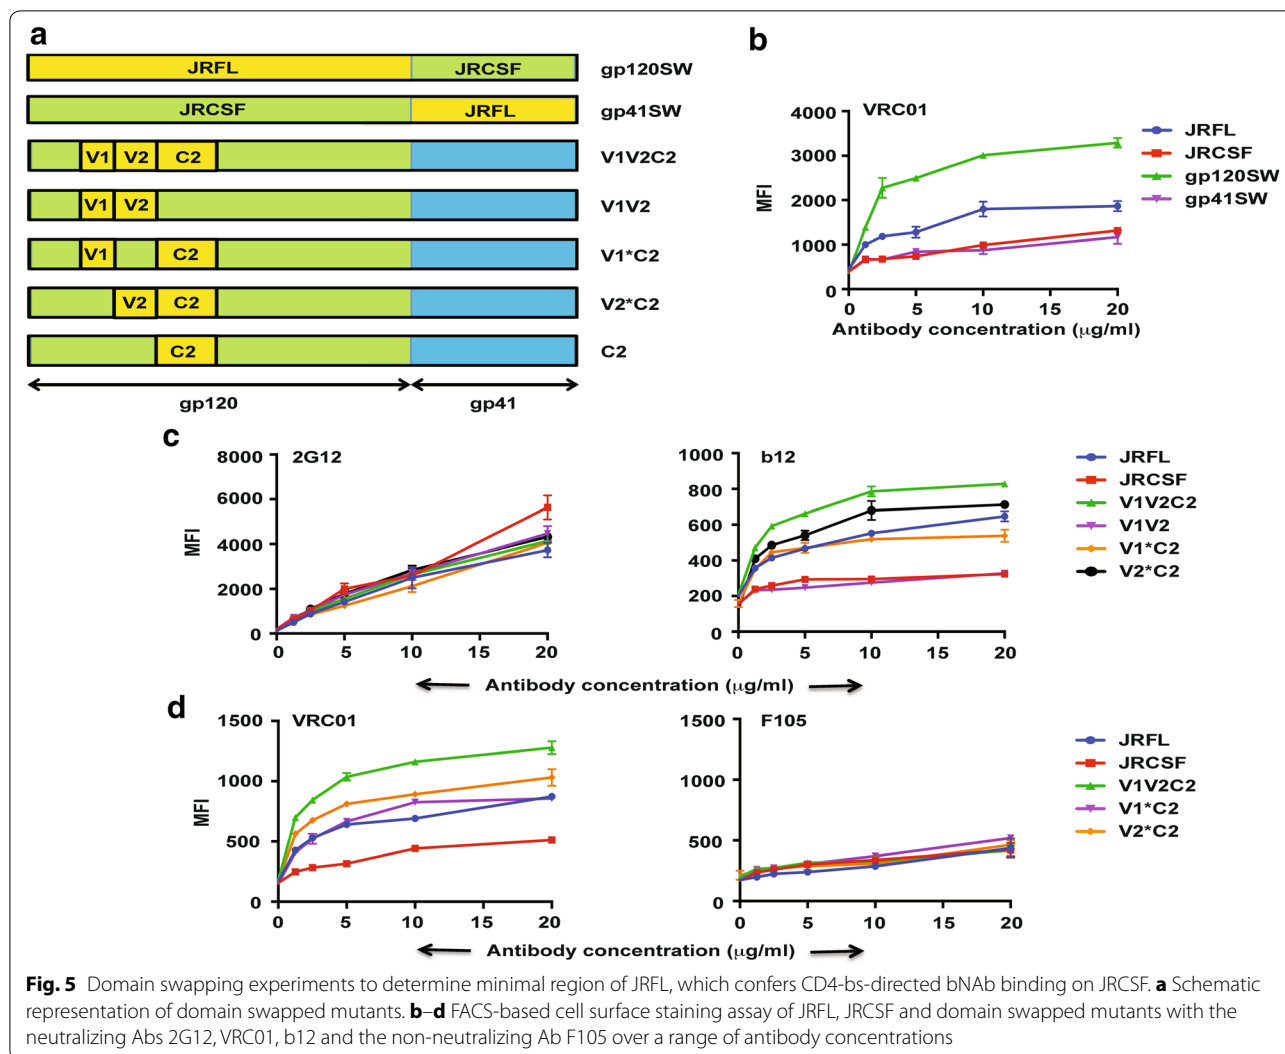 a
JRFL JRCSF gp120SW
JRCSF JRFL gp41SW
V1 V2 C2 V1V2C2
V1 V2 V1V2
V1 C2 V1*C2
V2 C2 V2*C2
C2 C2
gp120 gp41
b
VRC01
4000
3000
2000
1000
0
MFI
0 5 10 15 20
Antibody concentration (μg/ml)
JRFL
JRCSF
gp120SW
gp41SW
c
2G12
8000
6000
4000
2000
0
MFI
0 5 10 15 20
b12
1000
800
600
400
200
0
0 5 10 15 20
JRFL
JRCSF
V1V2C2
V1V2
V1*C2
V2*C2
Antibody concentration (μg/ml)
d
VRC01
1500
1000
500
0
MFI
0 5 10 15 20
F105
1500
1000
500
0
0 5 10 15 20
JRFL
JRCSF
V1V2C2
V1*C2
V2*C2
Antibody concentration (μg/ml)
Fig. 5 Domain swapping experiments to determine minimal region of JRFL, which confers CD4-bs-directed bNAb binding on JRCSF. a Schematic
representation of domain swapped mutants. b–d FACS-based cell surface staining assay of JRFL, JRCSF and domain swapped mutants with the
neutralizing Abs 2G12, VRC01, b12 and the non-neutralizing Ab F105 over a range of antibody concentrations